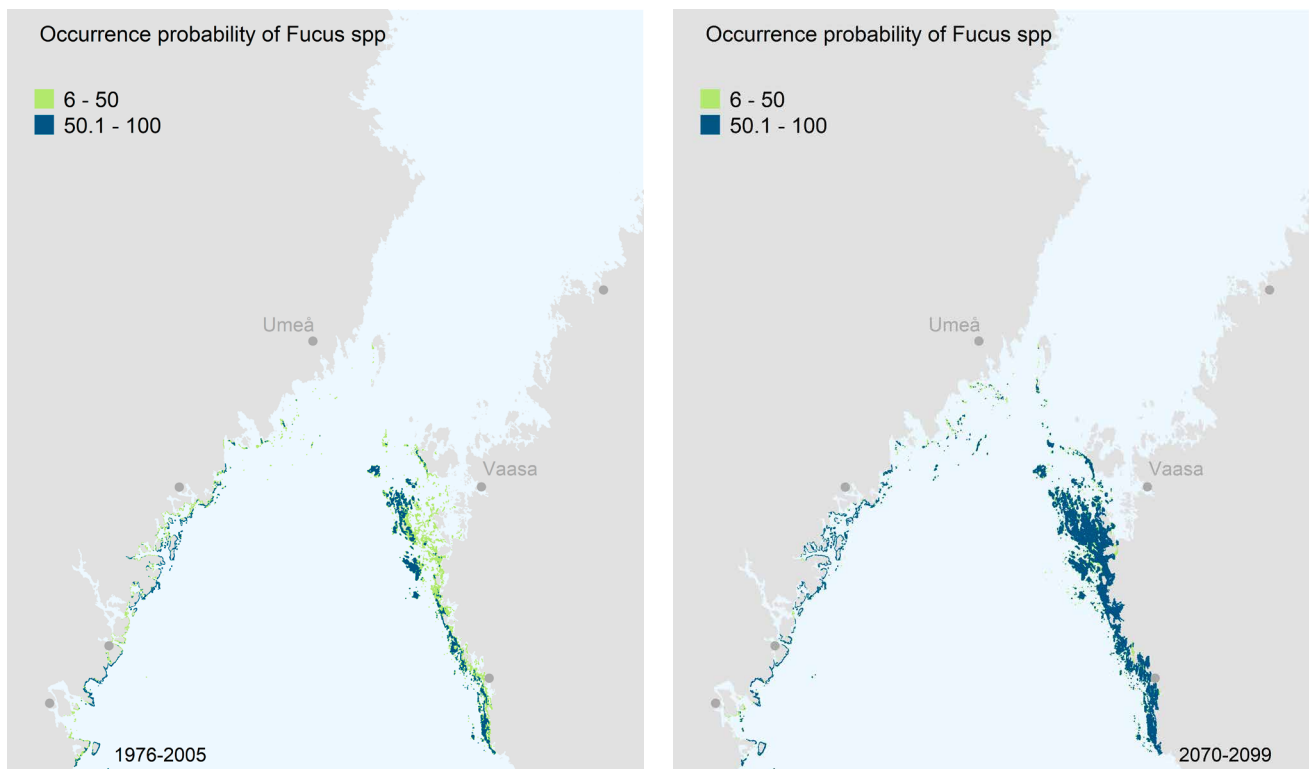 Occurrence probability of Fucus spp
6 - 50
50.1 - 100
Umeå
Vaasa
1976-2005
Occurrence probability of Fucus spp
6 - 50
50.1 - 100
Umeå
Vaasa
2070-2099